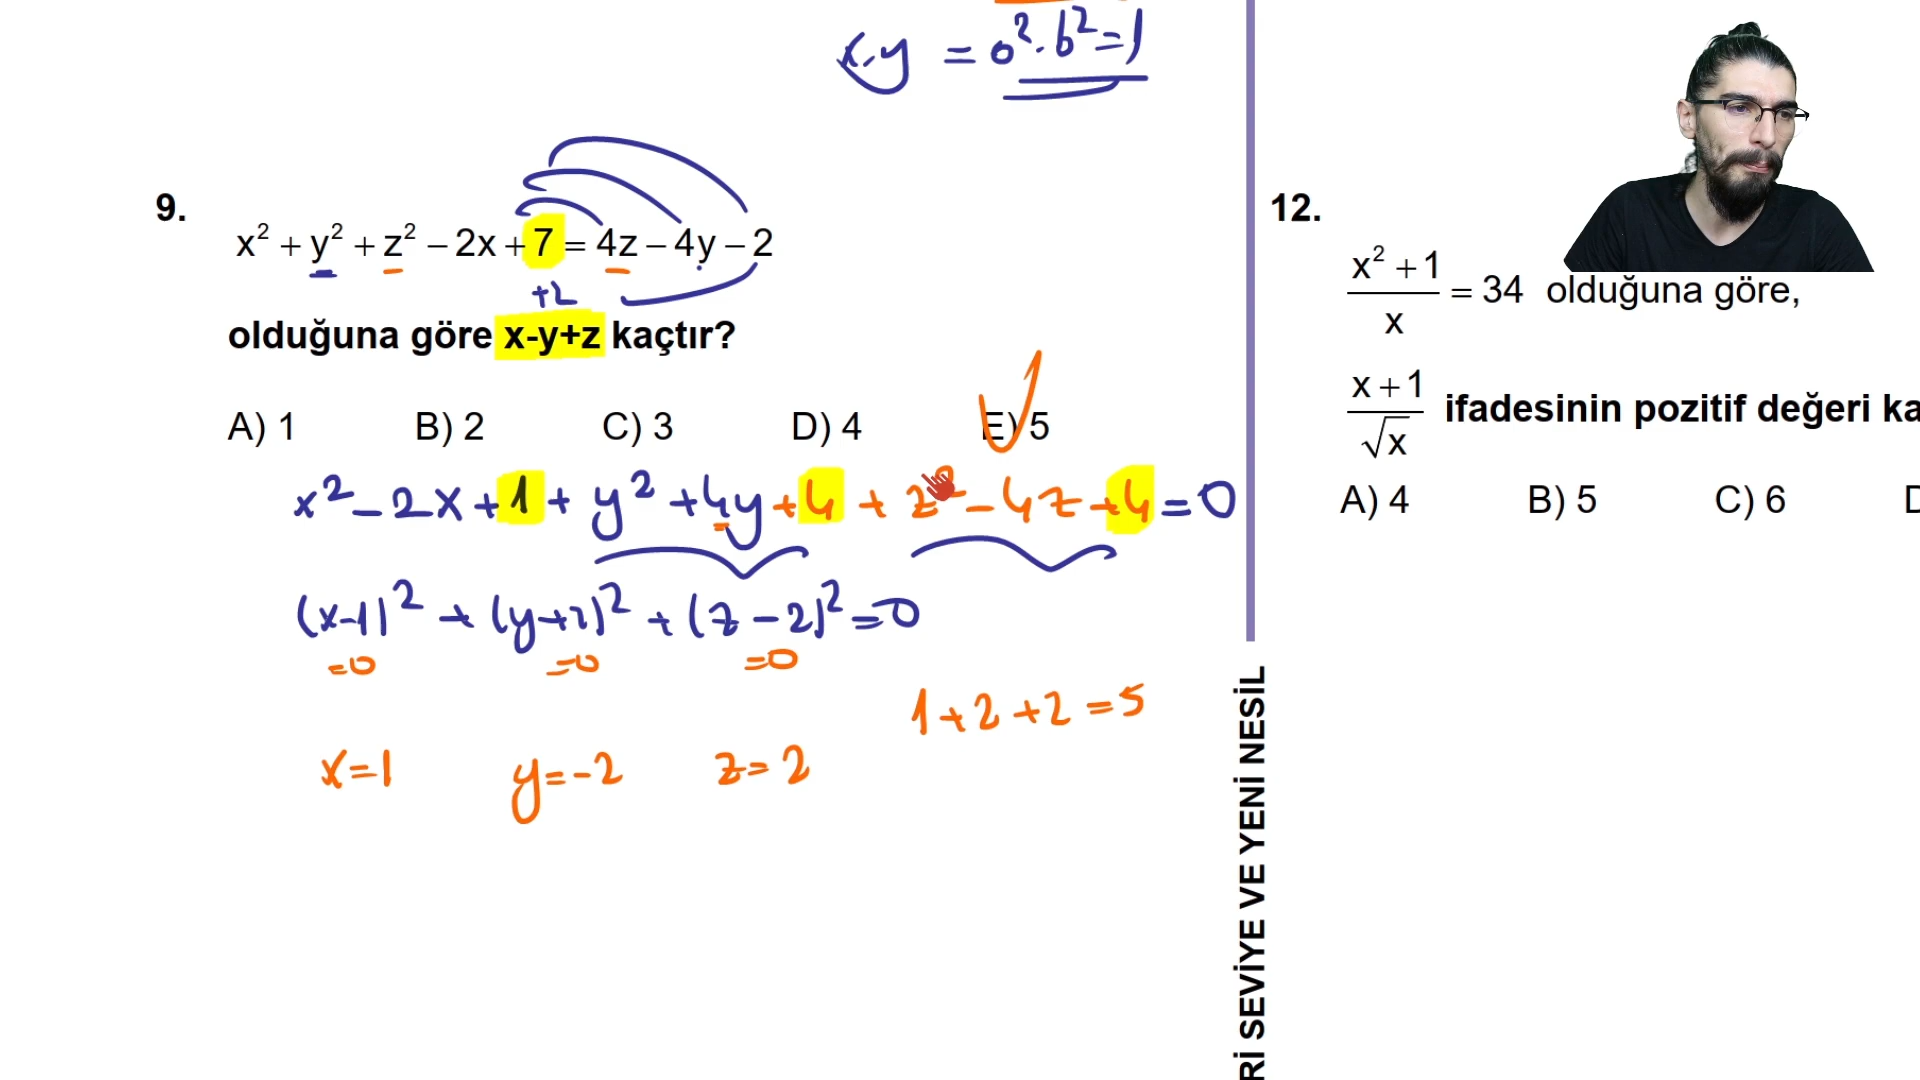 x-y = a².b²=1
9.
x² + y² + z² – 2x + 7 = 4z – 4y – 2
+2
olduğuna göre x-y+z kaçtır?
A) 1 B) 2 C) 3 D) 4 E) 5
x²-2x+1+y²+4y+4+z²-4z+4=0
(x-1)²+(y+2)²+(z-2)²=0
=0 =0 =0
1+2+2=5
x=1 y=-2 z=2
Rİ SEVİYE VE YENİ NESİL
12.
x² + 1
/ x = 34 olduğuna göre,
x + 1
/ √x ifadesinin pozitif değeri ka
A) 4 B) 5 C) 6